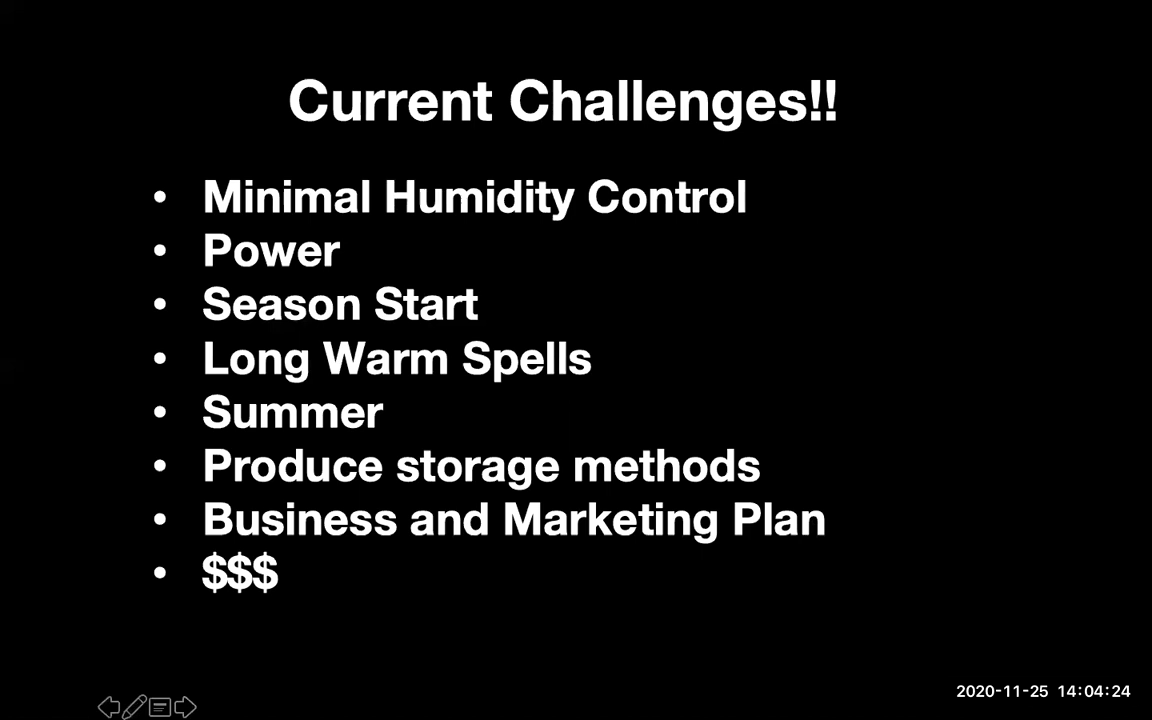 Current Challenges!!
• Minimal Humidity Control
• Power
• Season Start
• Long Warm Spells
• Summer
• Produce storage methods
• Business and Marketing Plan
• $$$
2020-11-25 14:04:24